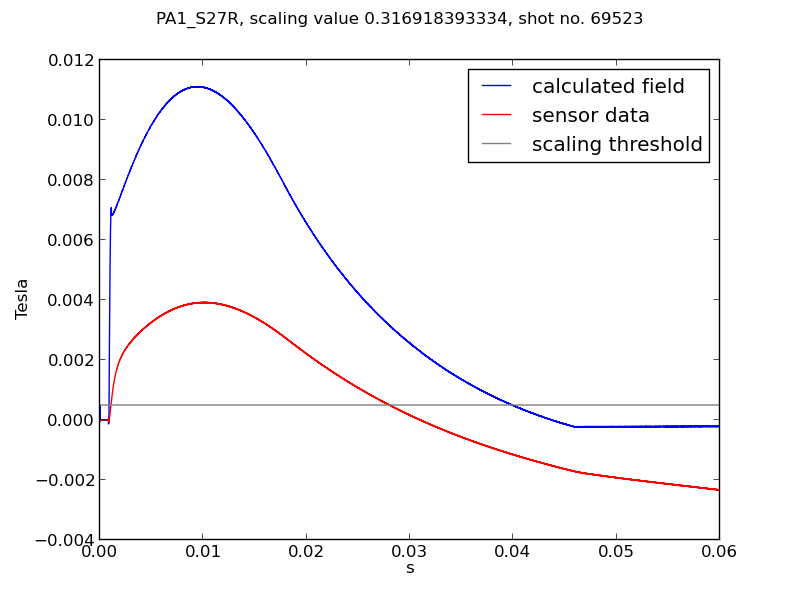 PA1_S27R, scaling value 0.316918393334, shot no. 69523
0.012
0.010
0.008
0.006
0.004
0.002
0.000
−0.002
−0.004
Tesla
calculated field
sensor data
scaling threshold
0.00 0.01 0.02 0.03 0.04 0.05 0.06
s